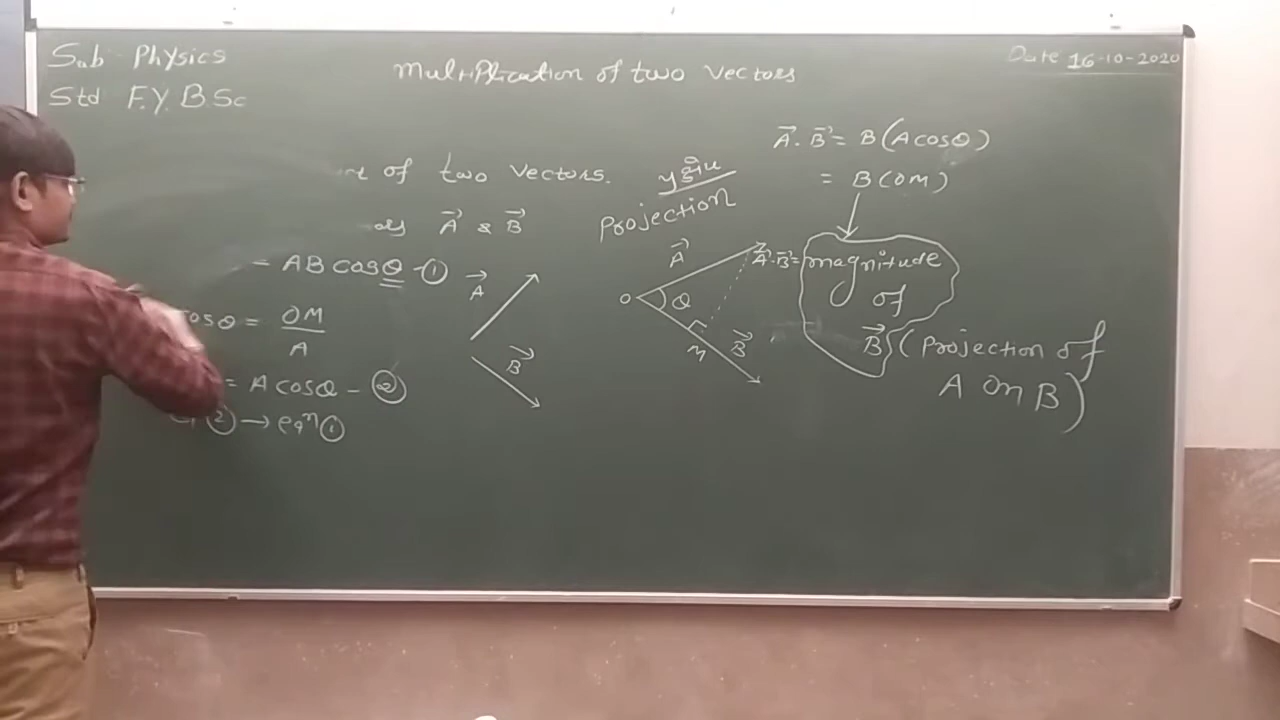 Sub - Physics
Std F.Y. B.Sc
Multiplication of two vectors
Date 16-10-2020
of two vectors.
A⃗ & B⃗
= AB cosθ - ①
cosθ = OM / A
= A cosθ - ②
② → eqⁿ ①
A⃗
B⃗
પ્રક્ષેપ
Projection
O
A⃗
θ
M
B⃗
A⃗ . B⃗ = B(A cosθ)
= B(OM)
A⃗ . B⃗ = magnitude
of
B⃗ (Projection of
A on B)